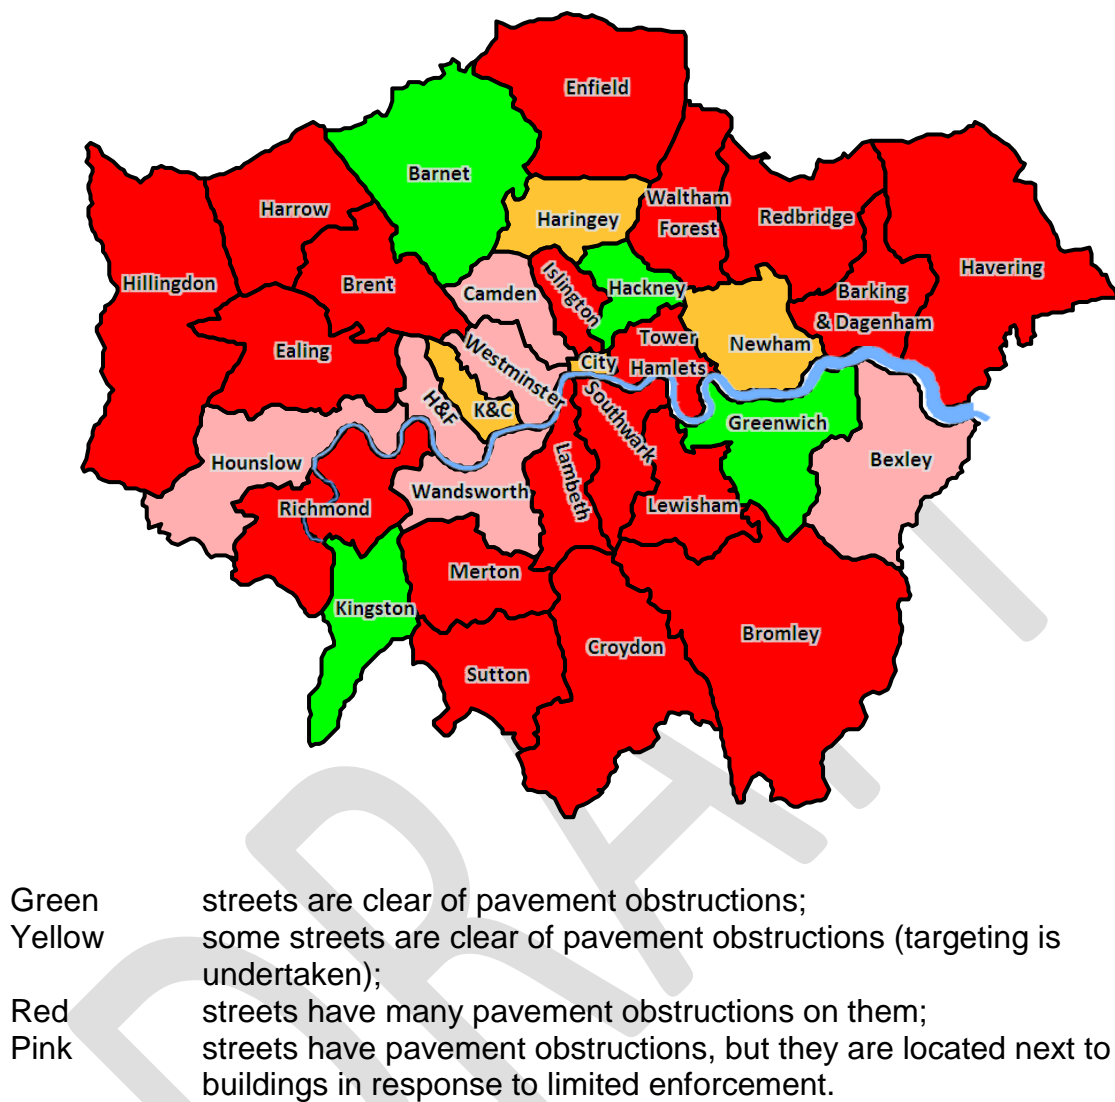 Enfield
Barnet
Harrow
Haringey
Waltham
Forest
Redbridge
Hillingdon
Brent
Camden
Islington
Hackney
Havering
Barking
& Dagenham
Ealing
Westminster
City
Tower
Hamlets
Newham
H&F
K&C
Southwark
Greenwich
Hounslow
Bexley
Richmond
Wandsworth
Lambeth
Lewisham
Merton
Kingston
Sutton
Croydon
Bromley
DRAFT
Green streets are clear of pavement obstructions;
Yellow some streets are clear of pavement obstructions (targeting is
undertaken);
Red streets have many pavement obstructions on them;
Pink streets have pavement obstructions, but they are located next to
buildings in response to limited enforcement.